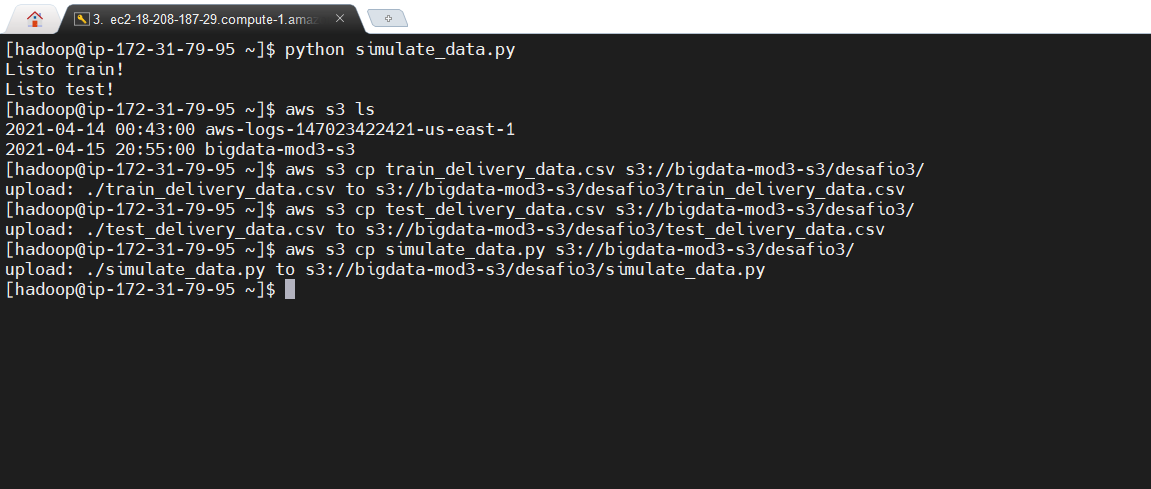 3. ec2-18-208-187-29.compute-1.amaz
[hadoop@ip-172-31-79-95 ~]$ python simulate_data.py
Listo train!
Listo test!
[hadoop@ip-172-31-79-95 ~]$ aws s3 ls
2021-04-14 00:43:00 aws-logs-147023422421-us-east-1
2021-04-15 20:55:00 bigdata-mod3-s3
[hadoop@ip-172-31-79-95 ~]$ aws s3 cp train_delivery_data.csv s3://bigdata-mod3-s3/desafio3/
upload: ./train_delivery_data.csv to s3://bigdata-mod3-s3/desafio3/train_delivery_data.csv
[hadoop@ip-172-31-79-95 ~]$ aws s3 cp test_delivery_data.csv s3://bigdata-mod3-s3/desafio3/
upload: ./test_delivery_data.csv to s3://bigdata-mod3-s3/desafio3/test_delivery_data.csv
[hadoop@ip-172-31-79-95 ~]$ aws s3 cp simulate_data.py s3://bigdata-mod3-s3/desafio3/
upload: ./simulate_data.py to s3://bigdata-mod3-s3/desafio3/simulate_data.py
[hadoop@ip-172-31-79-95 ~]$